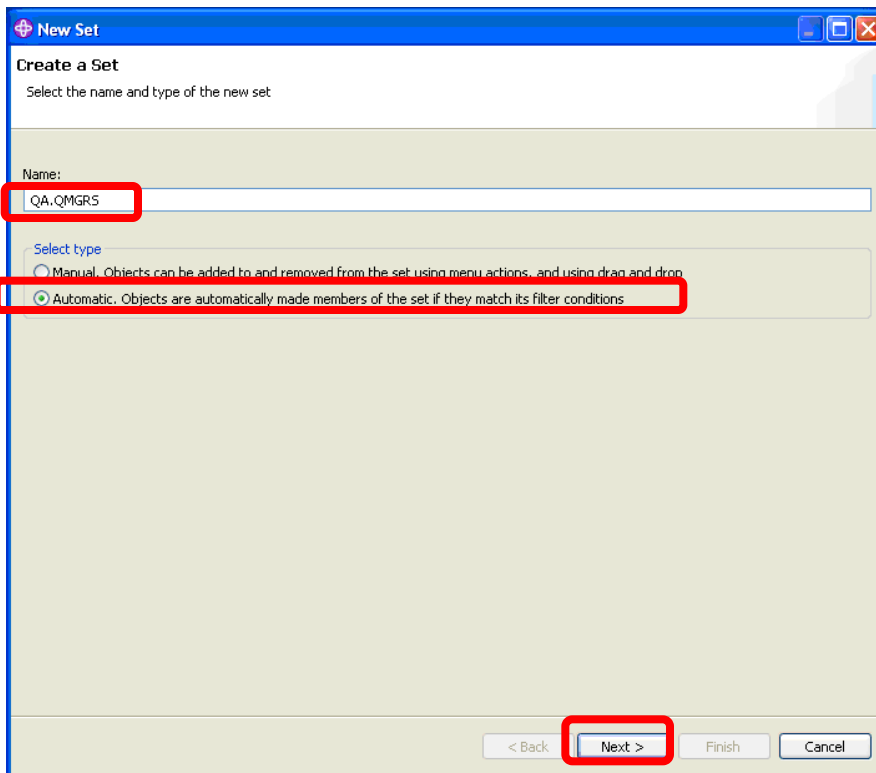 New Set
Create a Set
Select the name and type of the new set
Name:
QA.QMGRS
Select type
Manual. Objects can be added to and removed from the set using menu actions, and using drag and drop
Automatic. Objects are automatically made members of the set if they match its filter conditions
< Back Next > Finish Cancel